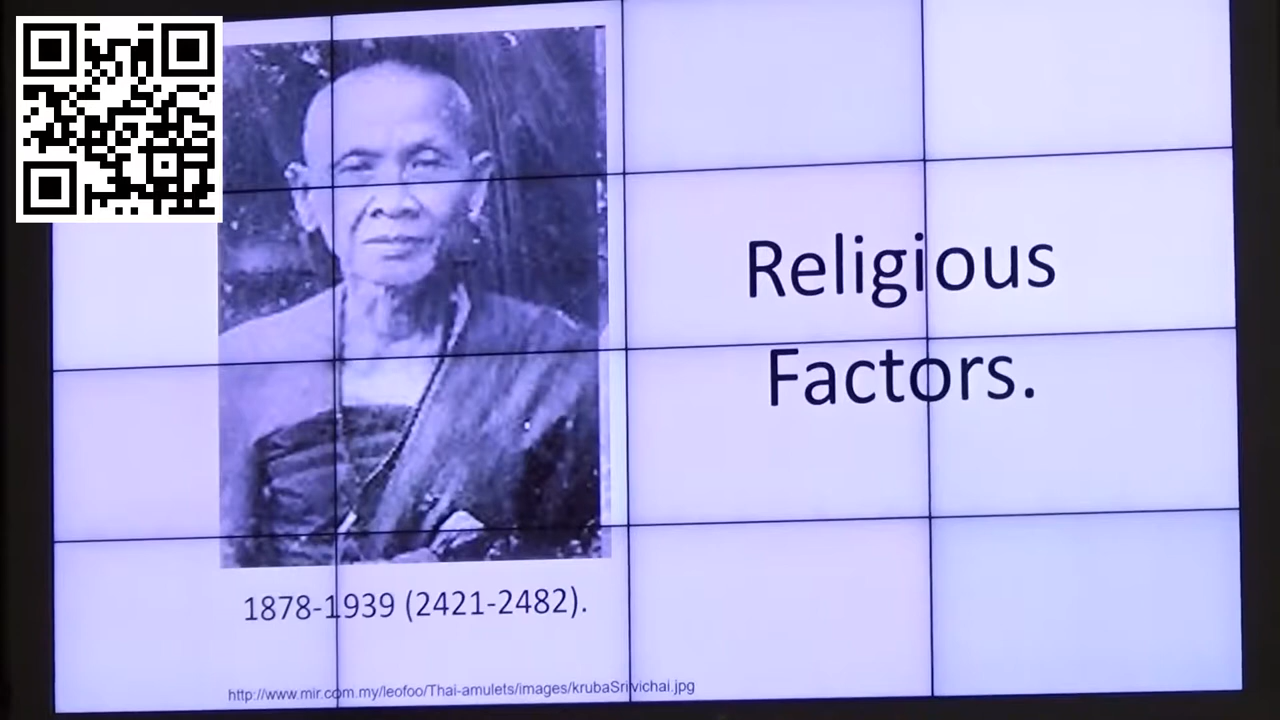 Religious
Factors.
1878-1939 (2421-2482).
http://www.mir.com.my/leofoo/Thai-amulets/images/krubaSrivichai.jpg